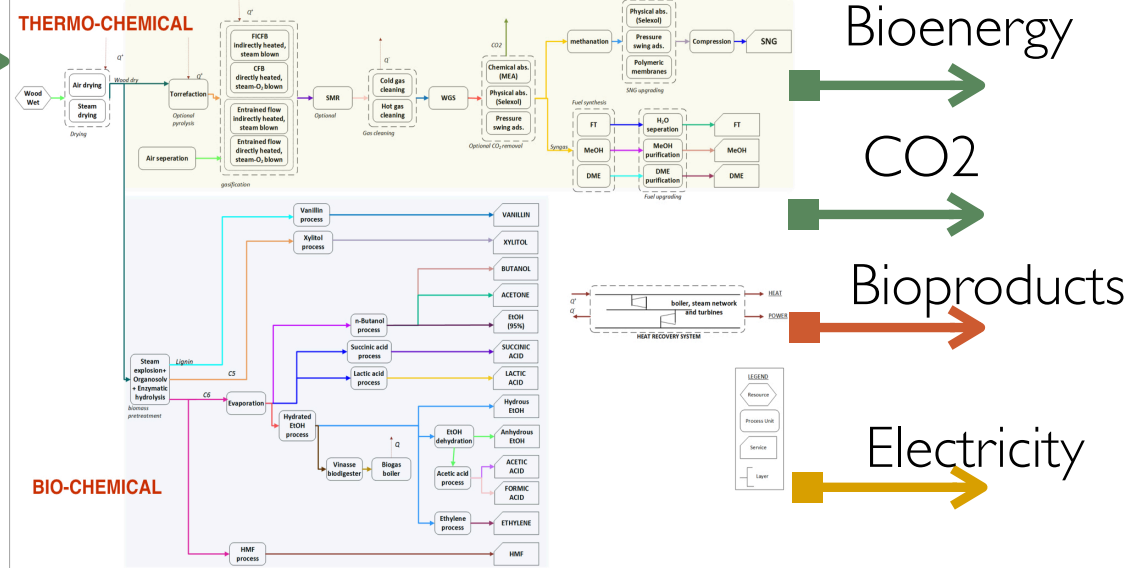 THERMO-CHEMICAL
Q+
Q+
Q+
Q-
Wood
Wet
Air drying
Steam
drying
Drying
Wood dry
Torrefaction
Optional
pyrolysis
Air seperation
FICFB
indirectly heated,
steam blown
CFB
directly heated,
steam-O₂ blown
Entrained flow
indirectly heated,
steam blown
Entrained flow
directly heated,
steam-O₂ blown
gasification
SMR
Optional
Cold gas
cleaning
Hot gas
cleaning
Gas cleaning
WGS
CO2
Chemical abs.
(MEA)
Physical abs.
(Selexol)
Pressure
swing ads.
Optional CO₂ removal
Syngas
methanation
Physical abs.
(Selexol)
Pressure
swing ads.
Polymeric
membranes
SNG upgrading
Compression
SNG
Fuel synthesis
FT
MeOH
DME
H₂O
seperation
MeOH
purification
DME
purification
Fuel upgrading
FT
MeOH
DME
Bioenergy
CO2
Bioproducts
Electricity
BIO-CHEMICAL
Steam
explosion+
Organosolv
+ Enzymatic
hydrolysis
biomass
pretreatment
Lignin
C5
C6
Vanillin
process
VANILLIN
Xylitol
process
XYLITOL
BUTANOL
ACETONE
n-Butanol
process
EtOH
(95%)
Succinic acid
process
SUCCINIC
ACID
Lactic acid
process
LACTIC
ACID
Evaporation
Hydrated
EtOH
process
Hydrous
EtOH
EtOH
dehydration
Anhydrous
EtOH
Q
Vinasse
biodigester
Biogas
boiler
Acetic acid
process
ACETIC
ACID
FORMIC
ACID
Ethylene
process
ETHYLENE
HMF
process
HMF
boiler, steam network
and turbines
HEAT
POWER
HEAT RECOVERY SYSTEM
LEGEND
Resource
Process Unit
Service
Layer